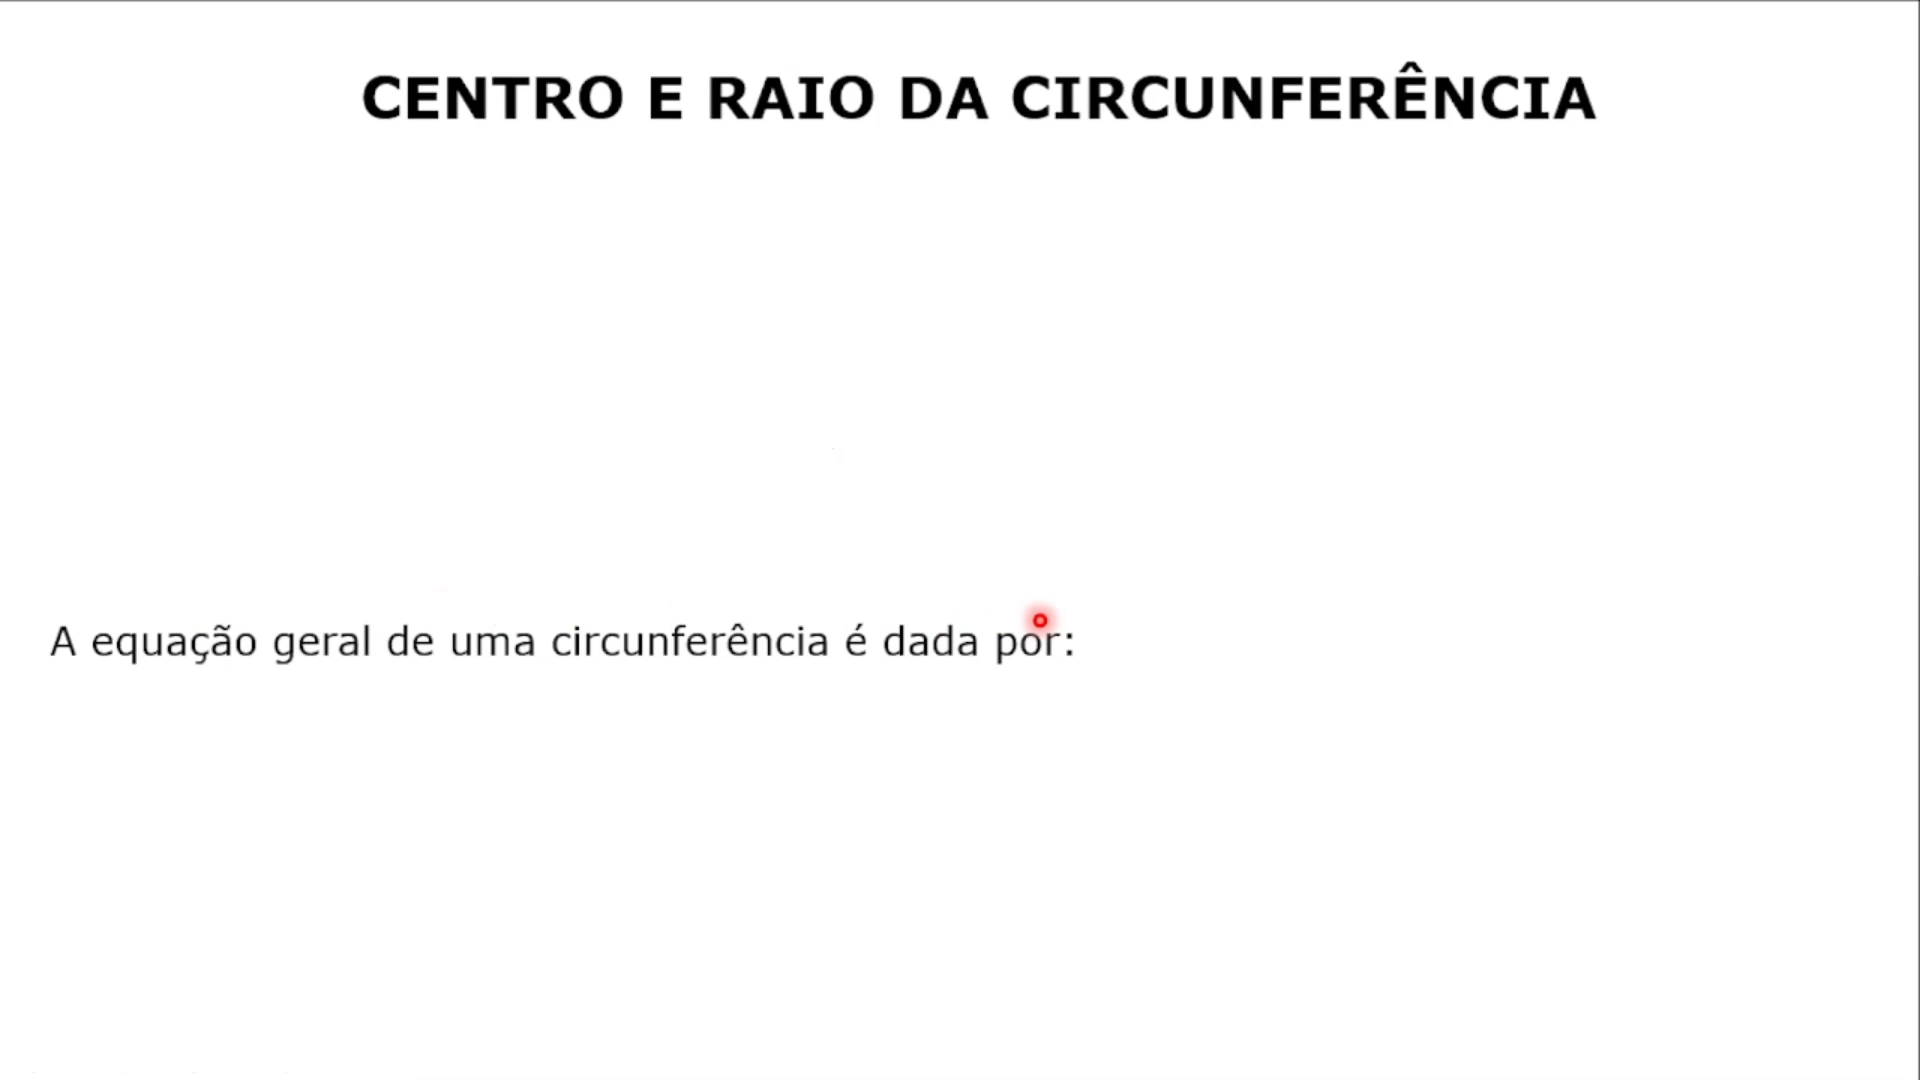 CENTRO E RAIO DA CIRCUNFERÊNCIA
A equação geral de uma circunferência é dada por: